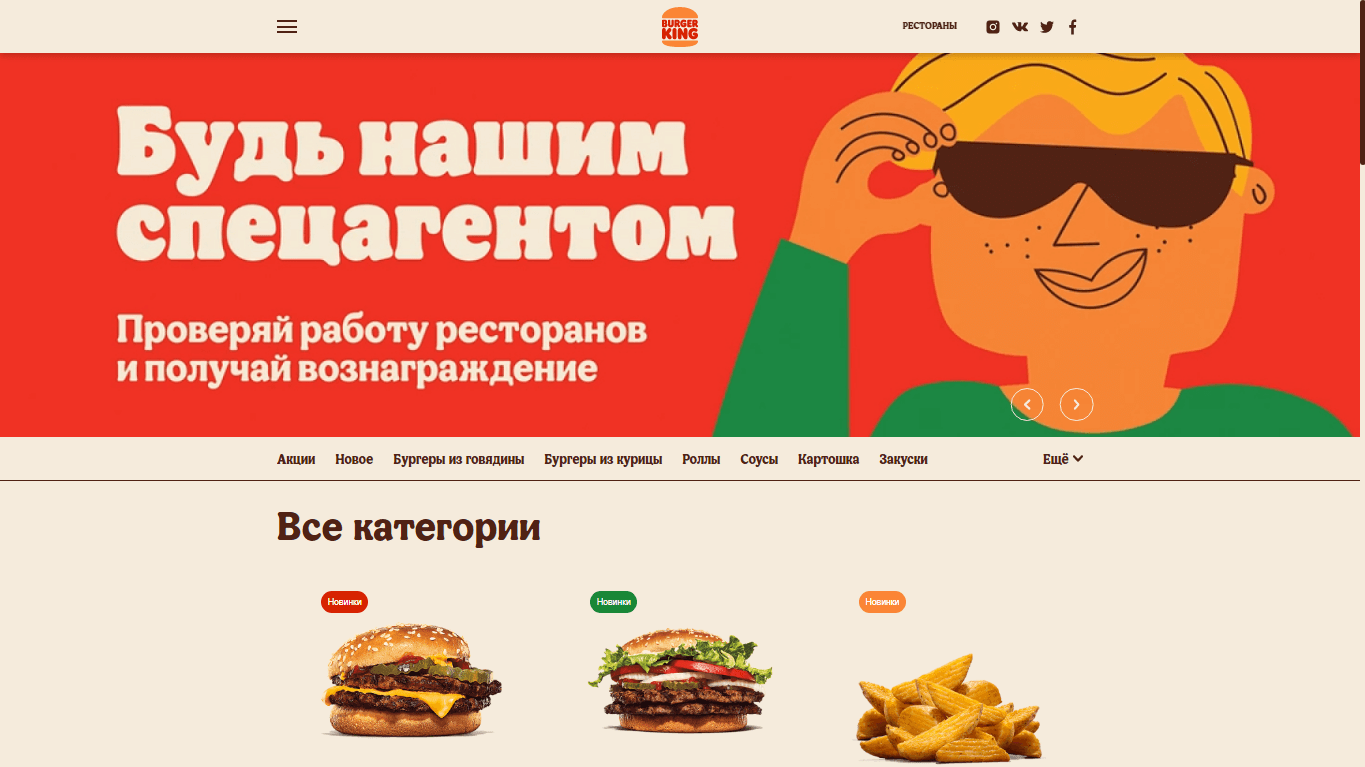 BURGER
KING
РЕСТОРАНЫ
Будь нашим
спецагентом
Проверяй работу ресторанов
и получай вознаграждение
Акции Новое Бургеры из говядины Бургеры из курицы Роллы Соусы Картошка Закуски Ещё
Все категории
Новинки Новинки Новинки